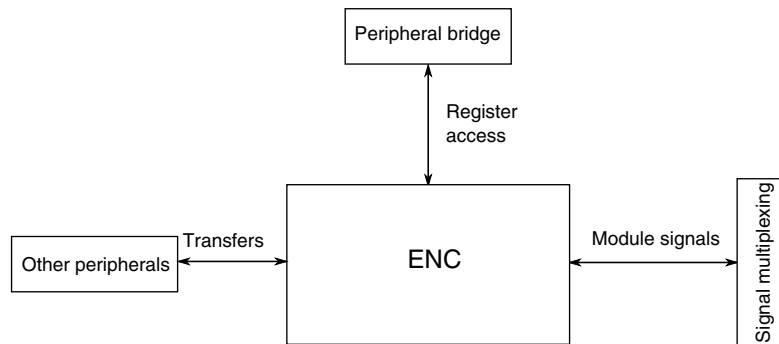 Peripheral bridge
Register
access
Transfers
Other peripherals
ENC
Module signals
Signal multiplexing